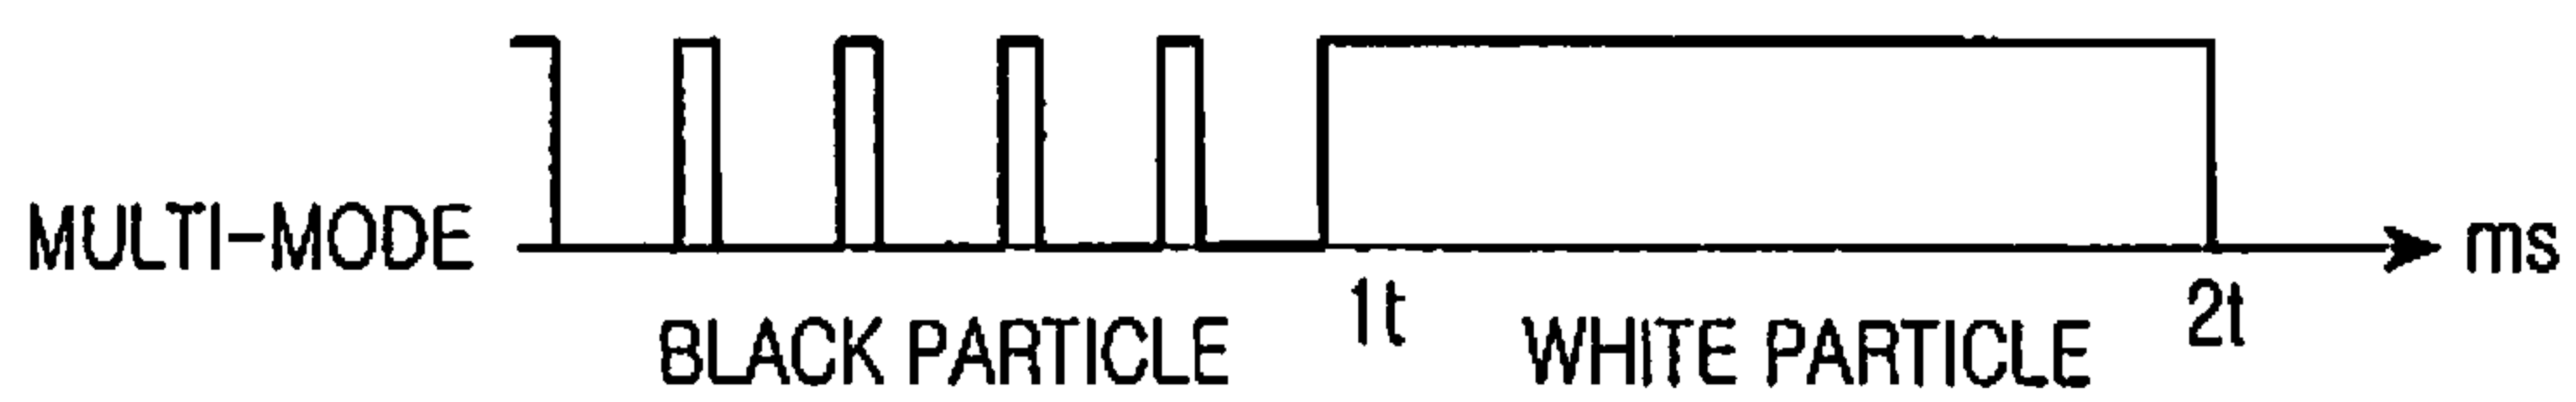 MULTI-MODE
ms
1t
2t
BLACK PARTICLE
WHITE PARTICLE